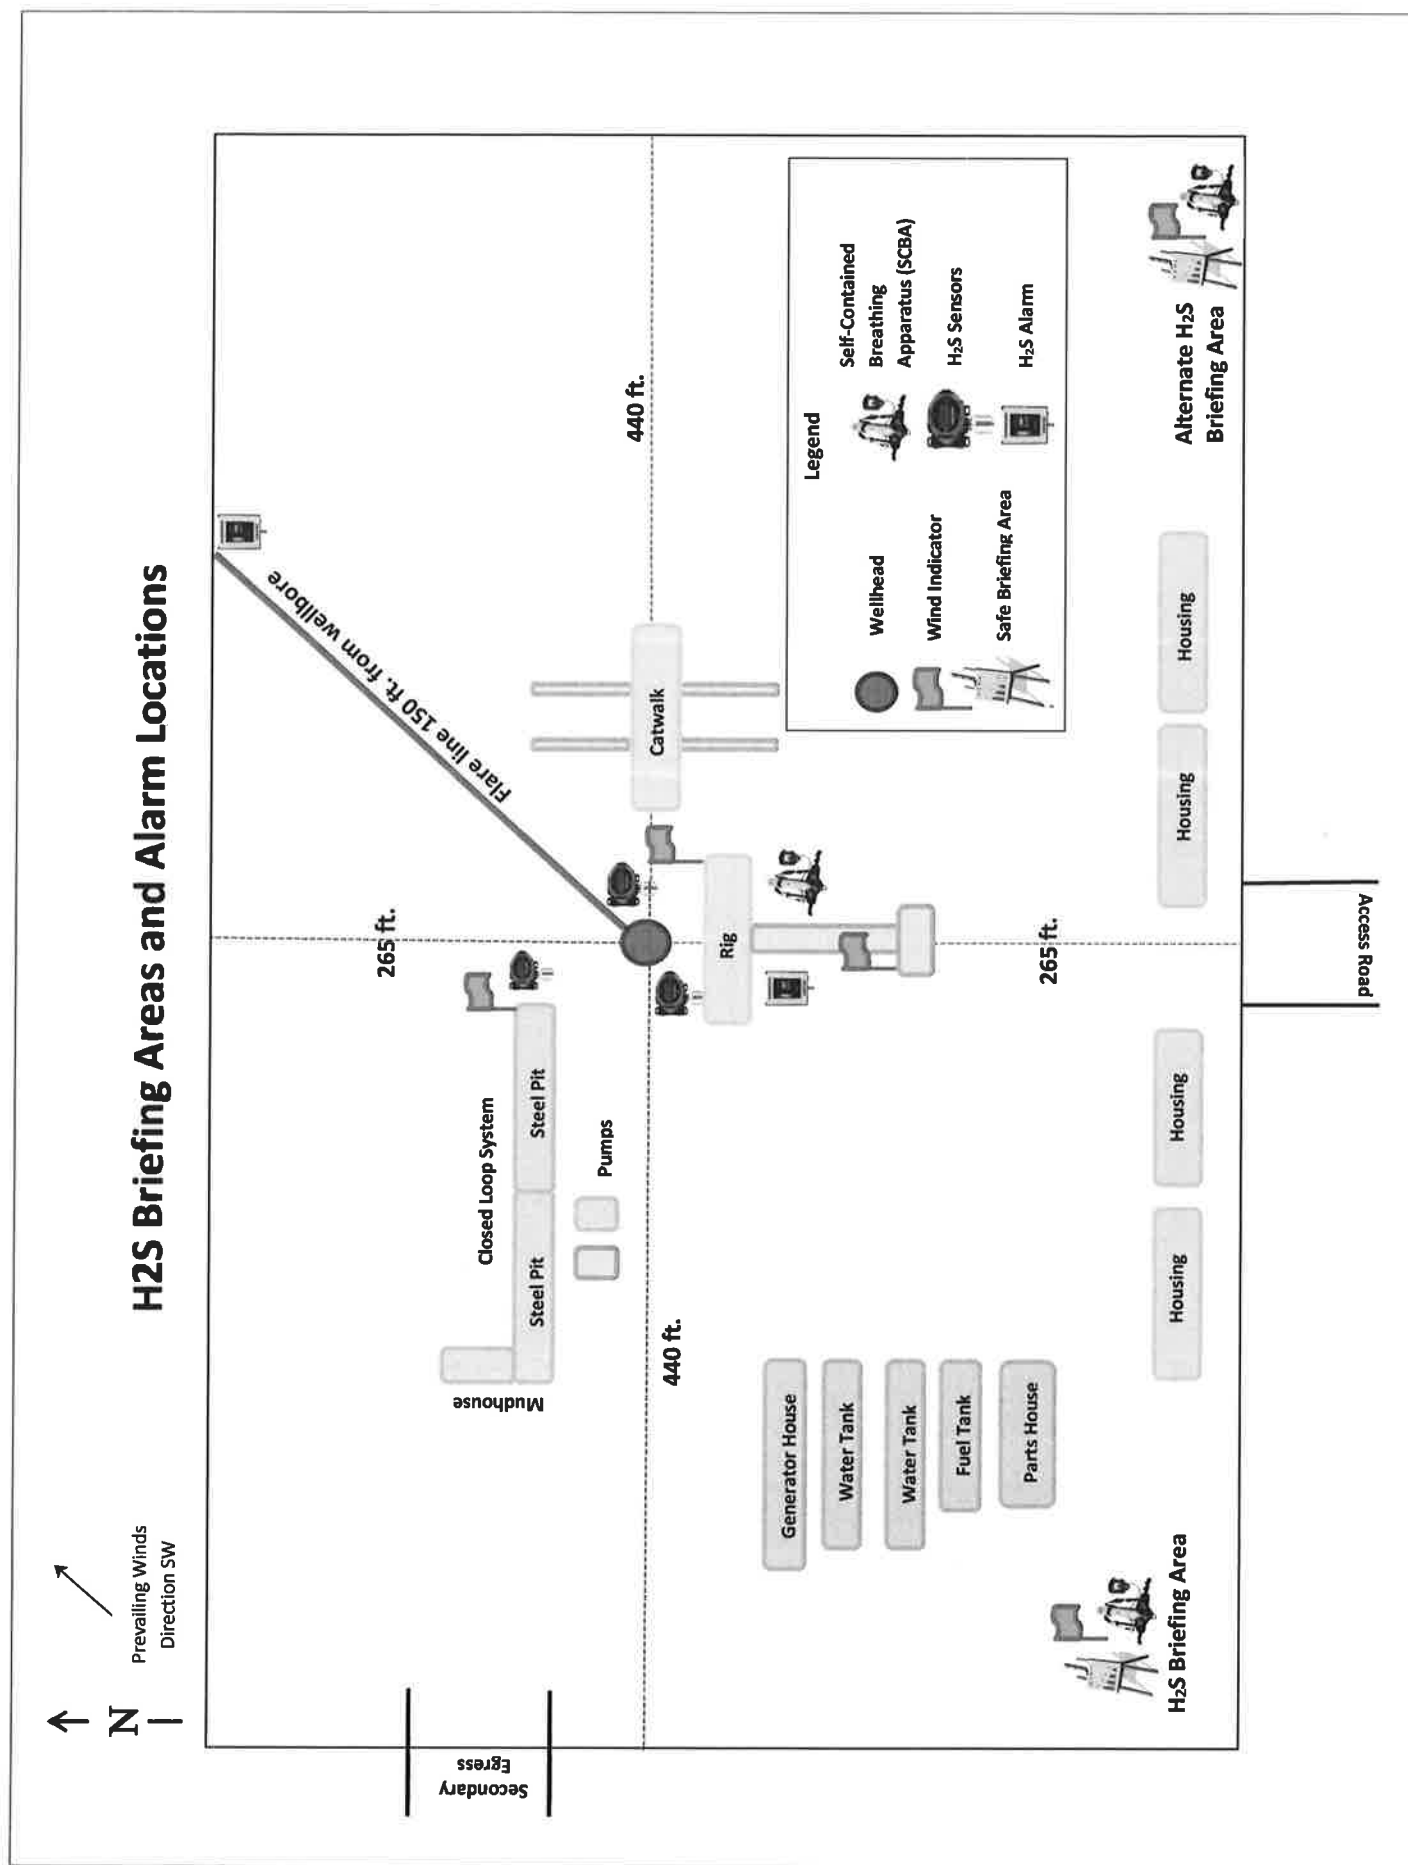 N
Prevailing Winds
Direction SW
H2S Briefing Areas and Alarm Locations
Secondary
Egress
Mudhouse
Closed Loop System
Steel Pit
Steel Pit
Pumps
265 ft.
Flare line 150 ft. from wellbore
440 ft.
440 ft.
Rig
Catwalk
Generator House
Water Tank
Water Tank
Fuel Tank
Parts House
265 ft.
Legend
Wellhead
Wind Indicator
Safe Briefing Area
Self-Contained
Breathing
Apparatus (SCBA)
H₂S Sensors
H₂S Alarm
H₂S Briefing Area
Housing
Housing
Housing
Housing
Alternate H₂S
Briefing Area
Access Road